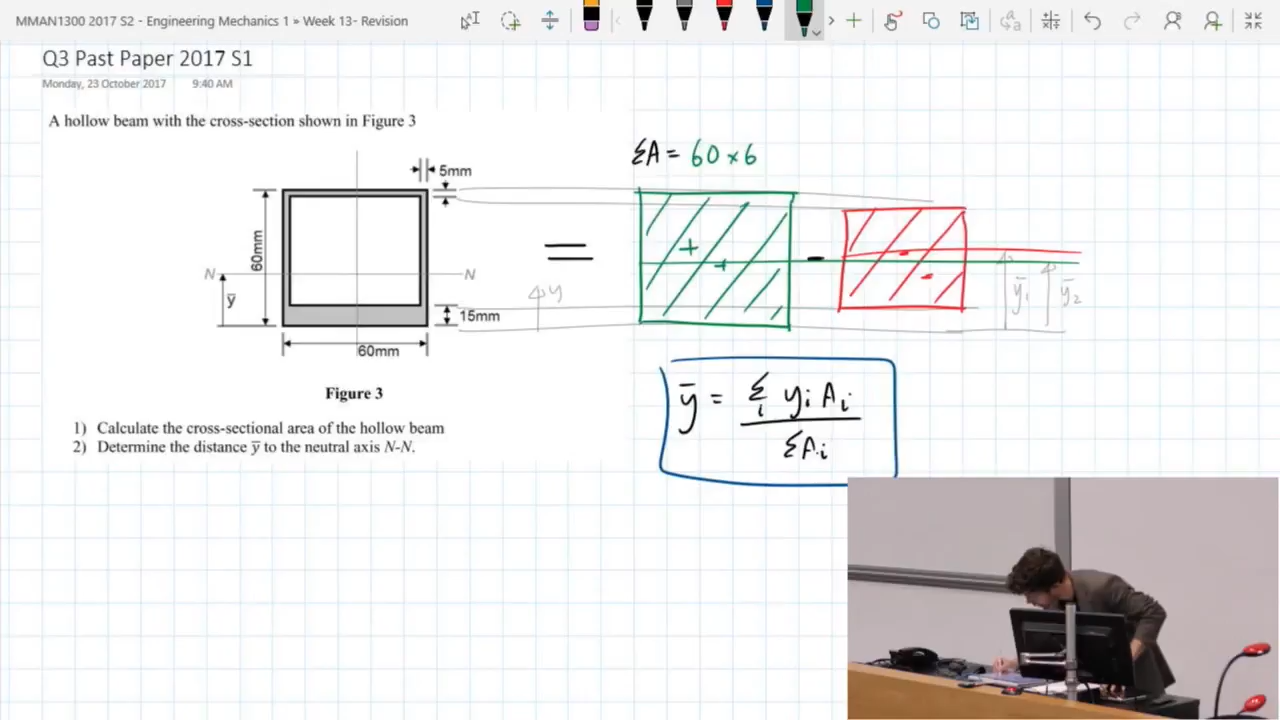 MMAN1300 2017 S2 - Engineering Mechanics 1 » Week 13- Revision
Q3 Past Paper 2017 S1
Monday, 23 October 2017 9:40 AM
A hollow beam with the cross-section shown in Figure 3
ΣA = 60 × 6
5mm
60mm
N
N
y̅
15mm
60mm
= + + - - -
y
y̅₁ y̅₂
Figure 3
y̅ = Σᵢ yᵢ Aᵢ / ΣAᵢ
1) Calculate the cross-sectional area of the hollow beam
2) Determine the distance y̅ to the neutral axis N-N.